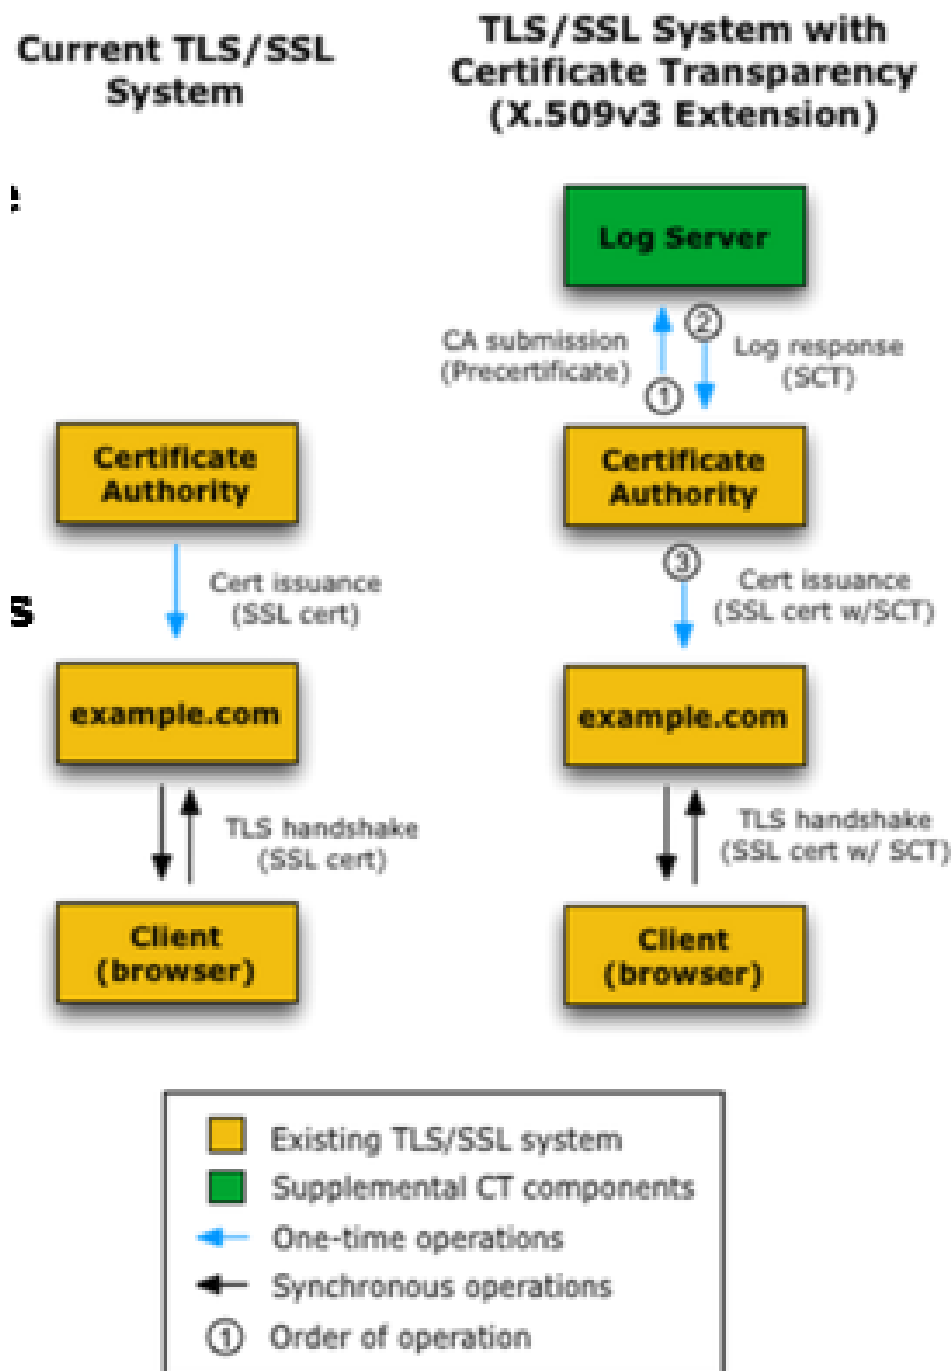 Current TLS/SSL
System
TLS/SSL System with
Certificate Transparency
(X.509v3 Extension)
Log Server
CA submission
(Precertificate)
1
2
Log response
(SCT)
Certificate
Authority
Certificate
Authority
Cert issuance
(SSL cert)
3
Cert issuance
(SSL cert w/SCT)
s
example.com
example.com
TLS handshake
(SSL cert)
TLS handshake
(SSL cert w/ SCT)
Client
(browser)
Client
(browser)
Existing TLS/SSL system
Supplemental CT components
One-time operations
Synchronous operations
1 Order of operation